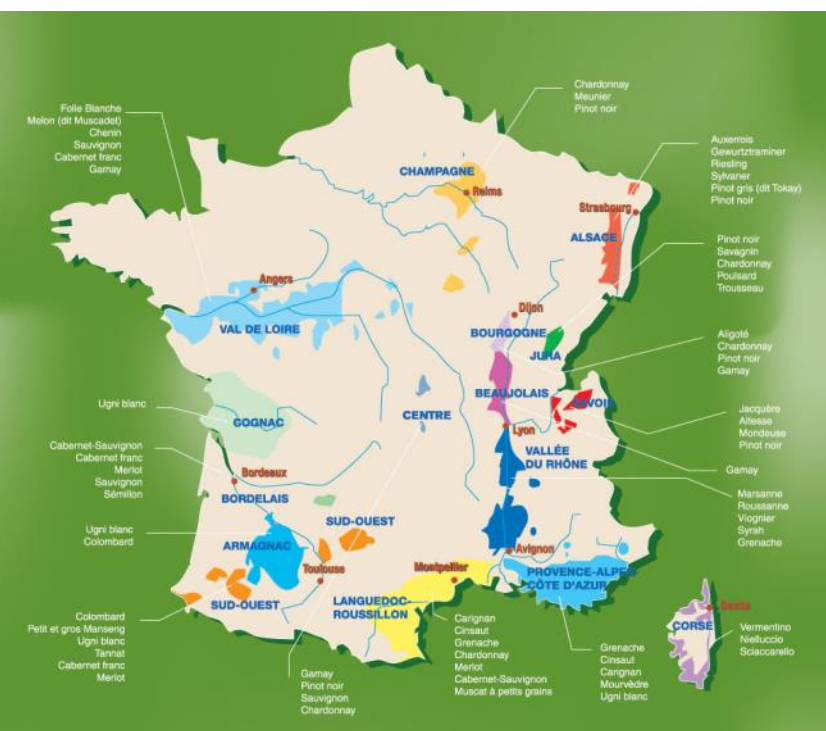 Folle Blanche
Melon (dit Muscadet)
Chenin
Sauvignon
Cabernet franc
Gamay
Chardonnay
Meunier
Pinot noir
CHAMPAGNE
Reims
Auxerrois
Gewurtztraminer
Riesling
Sylvaner
Pinot gris (dit Tokay)
Pinot noir
Strasbourg
ALSACE
Pinot noir
Savagnin
Chardonnay
Poulsard
Trousseau
Angers
VAL DE LOIRE
Dijon
BOURGOGNE
JURA
Aligoté
Chardonnay
Pinot noir
Gamay
Ugni blanc
COGNAC
CENTRE
BEAUJOLAIS
SAVOIE
Lyon
Jacquère
Altesse
Mondeuse
Pinot noir
Cabernet-Sauvignon
Cabernet franc
Merlot
Sauvignon
Sémillon
Bordeaux
BORDELAIS
VALLÉE
DU RHÔNE
Gamay
Marsanne
Roussanne
Viognier
Syrah
Grenache
Ugni blanc
Colombard
ARMAGNAC
SUD-OUEST
Toulouse
SUD-OUEST
Montpellier
LANGUEDOC-
ROUSSILLON
Avignon
PROVENCE-ALPES
CÔTE D'AZUR
Bastia
CORSE
Colombard
Petit et gros Manseng
Ugni blanc
Tannat
Cabernet franc
Merlot
Gamay
Pinot noir
Sauvignon
Chardonnay
Carignan
Cinsaut
Grenache
Chardonnay
Merlot
Cabernet-Sauvignon
Muscat à petits grains
Grenache
Cinsaut
Carignan
Mourvèdre
Ugni blanc
Vermentino
Nielluccio
Sciaccarello